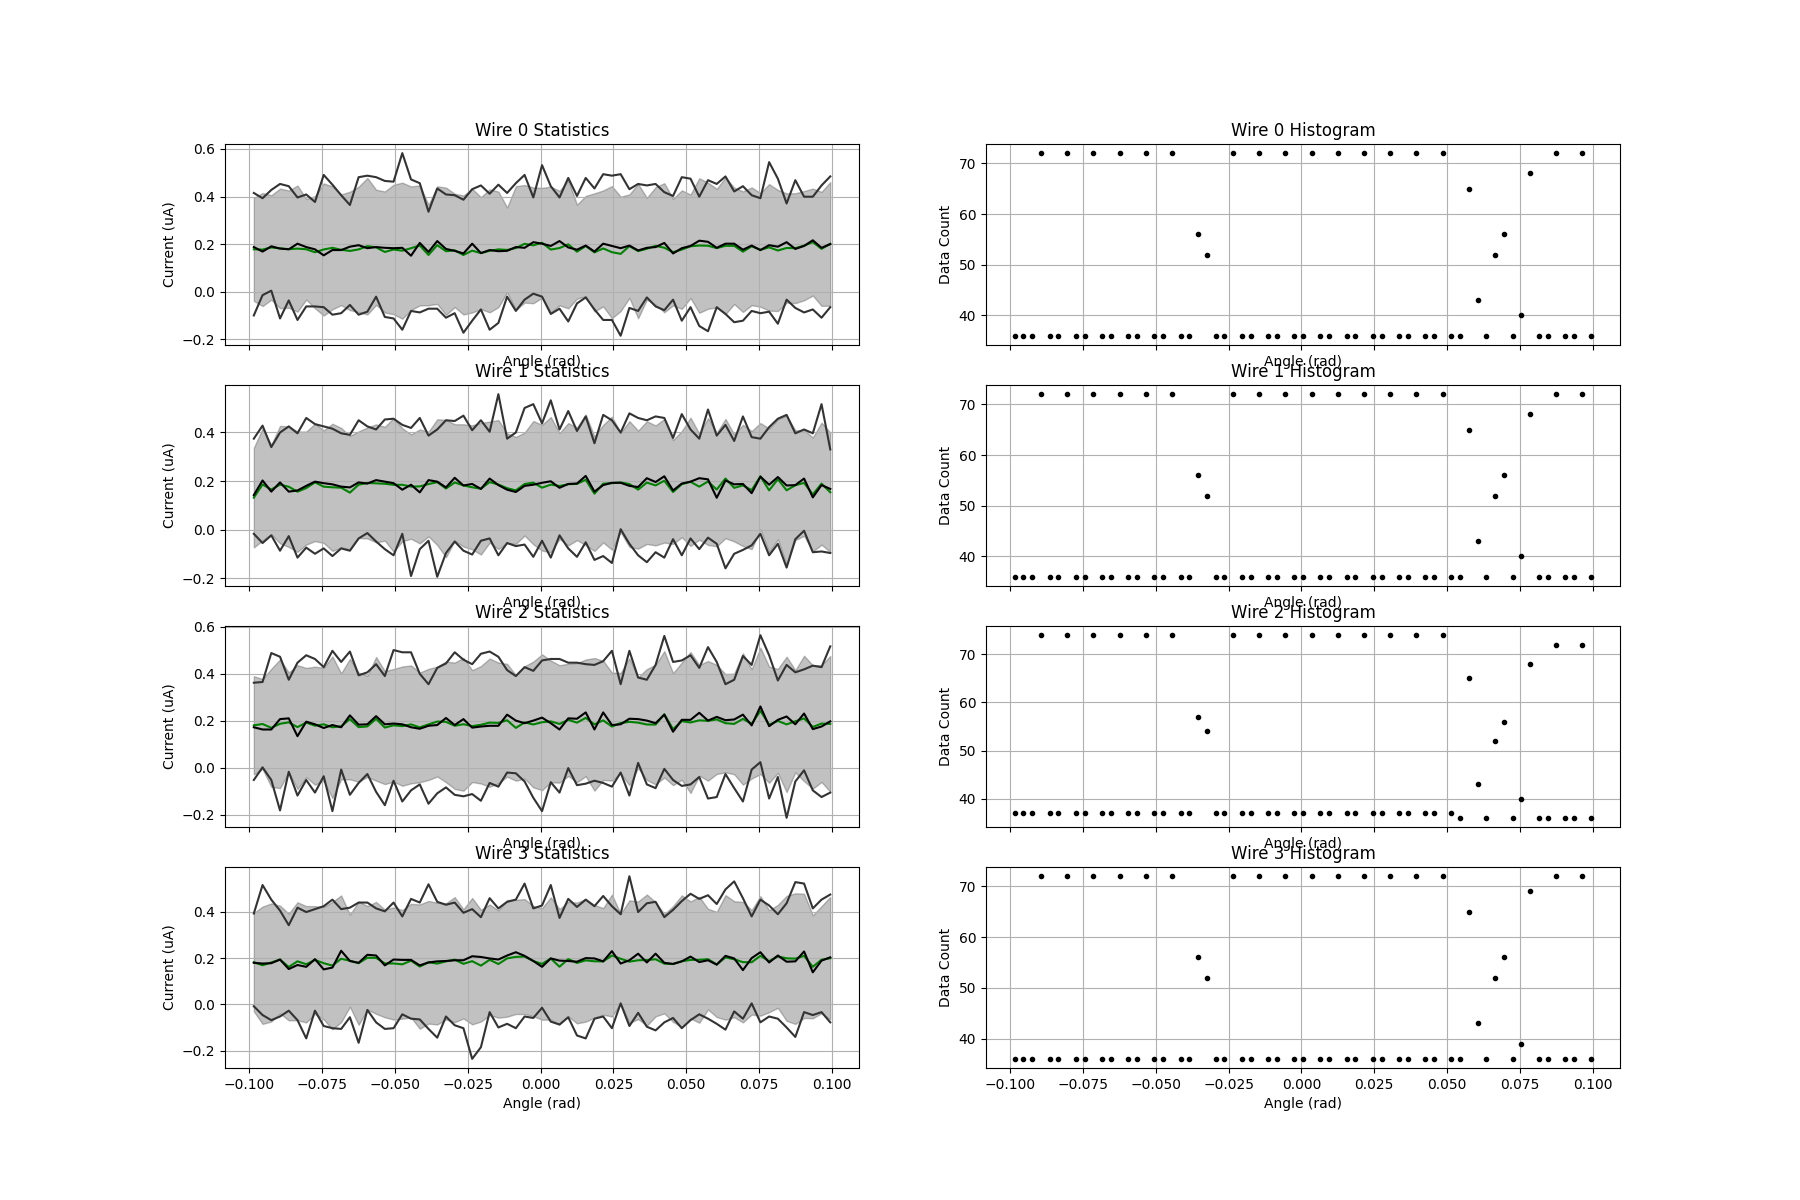 Wire 0 Statistics
Wire 0 Histogram
0.6
0.4
0.2
0.0
−0.2
Current (uA)
Angle (rad)
70
60
50
40
Data Count
Angle (rad)
Wire 1 Statistics
Wire 1 Histogram
0.4
0.2
0.0
−0.2
Current (uA)
Angle (rad)
70
60
50
40
Data Count
Angle (rad)
Wire 2 Statistics
Wire 2 Histogram
0.6
0.4
0.2
0.0
−0.2
Current (uA)
Angle (rad)
70
60
50
40
Data Count
Angle (rad)
Wire 3 Statistics
Wire 3 Histogram
0.4
0.2
0.0
−0.2
Current (uA)
−0.100 −0.075 −0.050 −0.025 0.000 0.025 0.050 0.075 0.100
Angle (rad)
70
60
50
40
Data Count
−0.100 −0.075 −0.050 −0.025 0.000 0.025 0.050 0.075 0.100
Angle (rad)